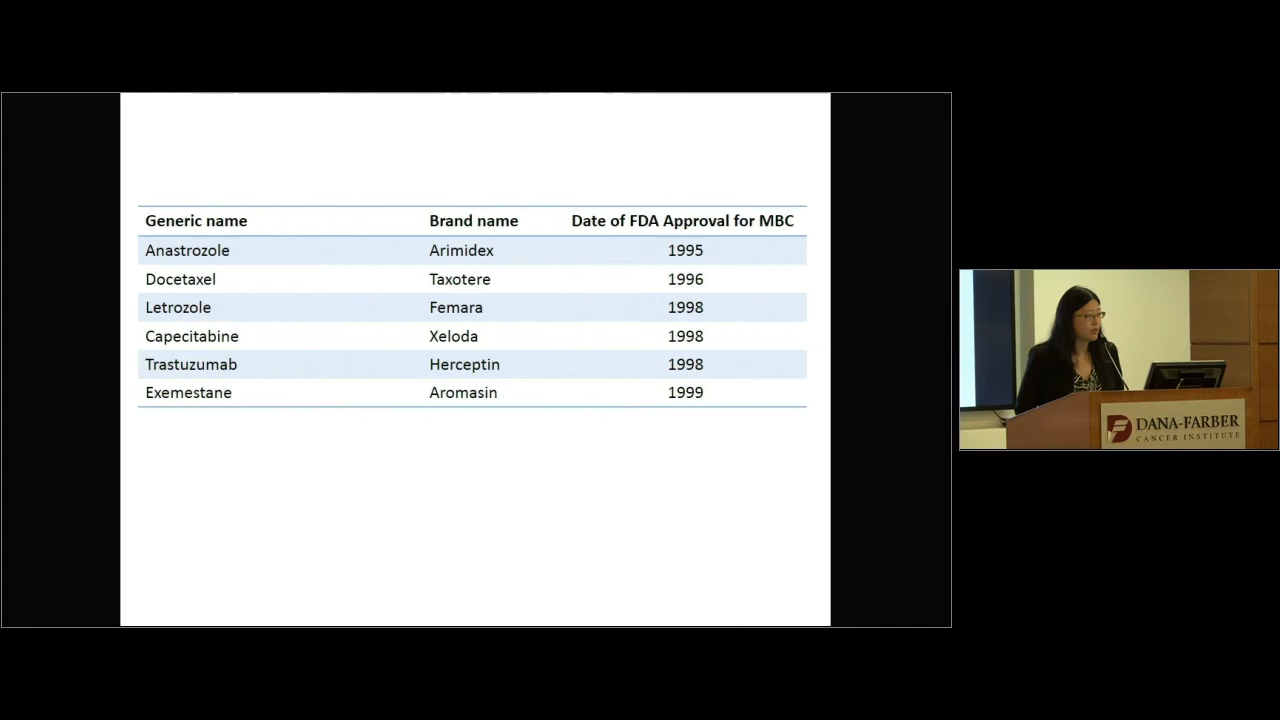 Generic name Brand name Date of FDA Approval for MBC
Anastrozole Arimidex 1995
Docetaxel Taxotere 1996
Letrozole Femara 1998
Capecitabine Xeloda 1998
Trastuzumab Herceptin 1998
Exemestane Aromasin 1999
DANA-FARBER
CANCER INSTITUTE